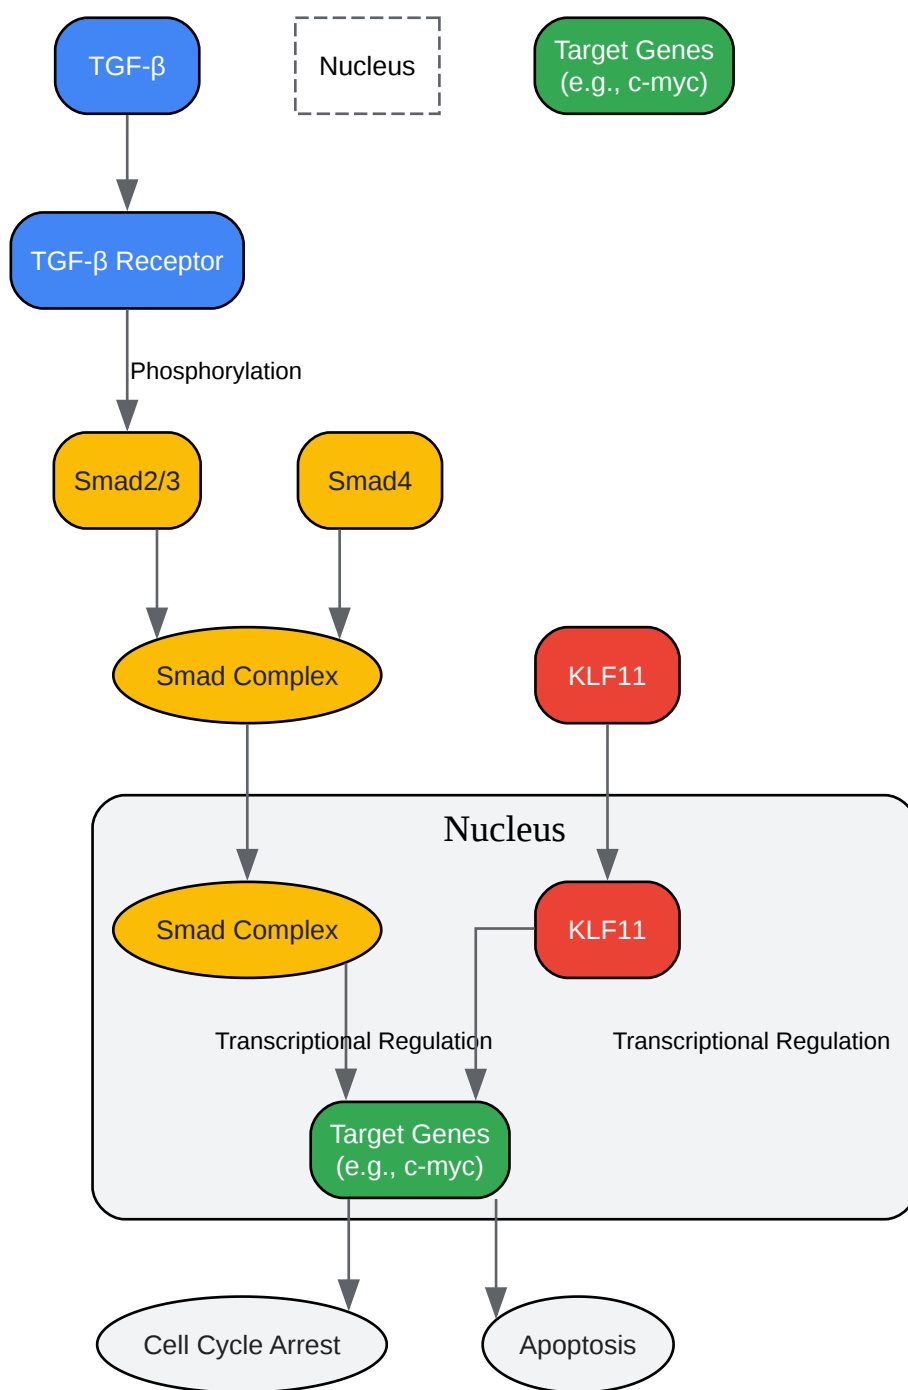 TGF-β
Nucleus
Target Genes
(e.g., c-myc)
TGF-β Receptor
Phosphorylation
Smad2/3
Smad4
Smad Complex
KLF11
Nucleus
Smad Complex
KLF11
Transcriptional Regulation
Transcriptional Regulation
Target Genes
(e.g., c-myc)
Cell Cycle Arrest
Apoptosis